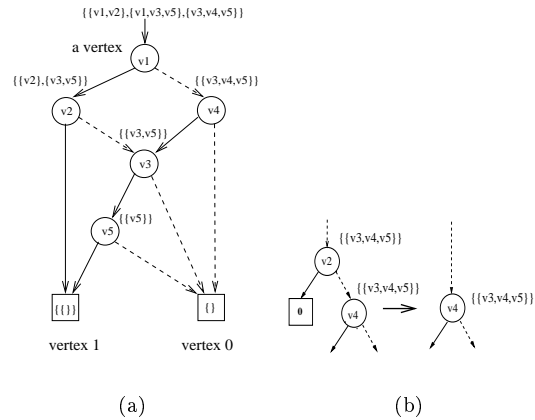 {{v1,v2},{v1,v3,v5},{v3,v4,v5}}
a vertex
v1
{{v2},{v3,v5}}
{{v3,v4,v5}}
v2
v4
{{v3,v5}}
v3
{{v5}}
v5
{{}}
{}
vertex 1
vertex 0
{{v3,v4,v5}}
v2
{{v3,v4,v5}}
0
v4
v4
{{v3,v4,v5}}
(a)
(b)